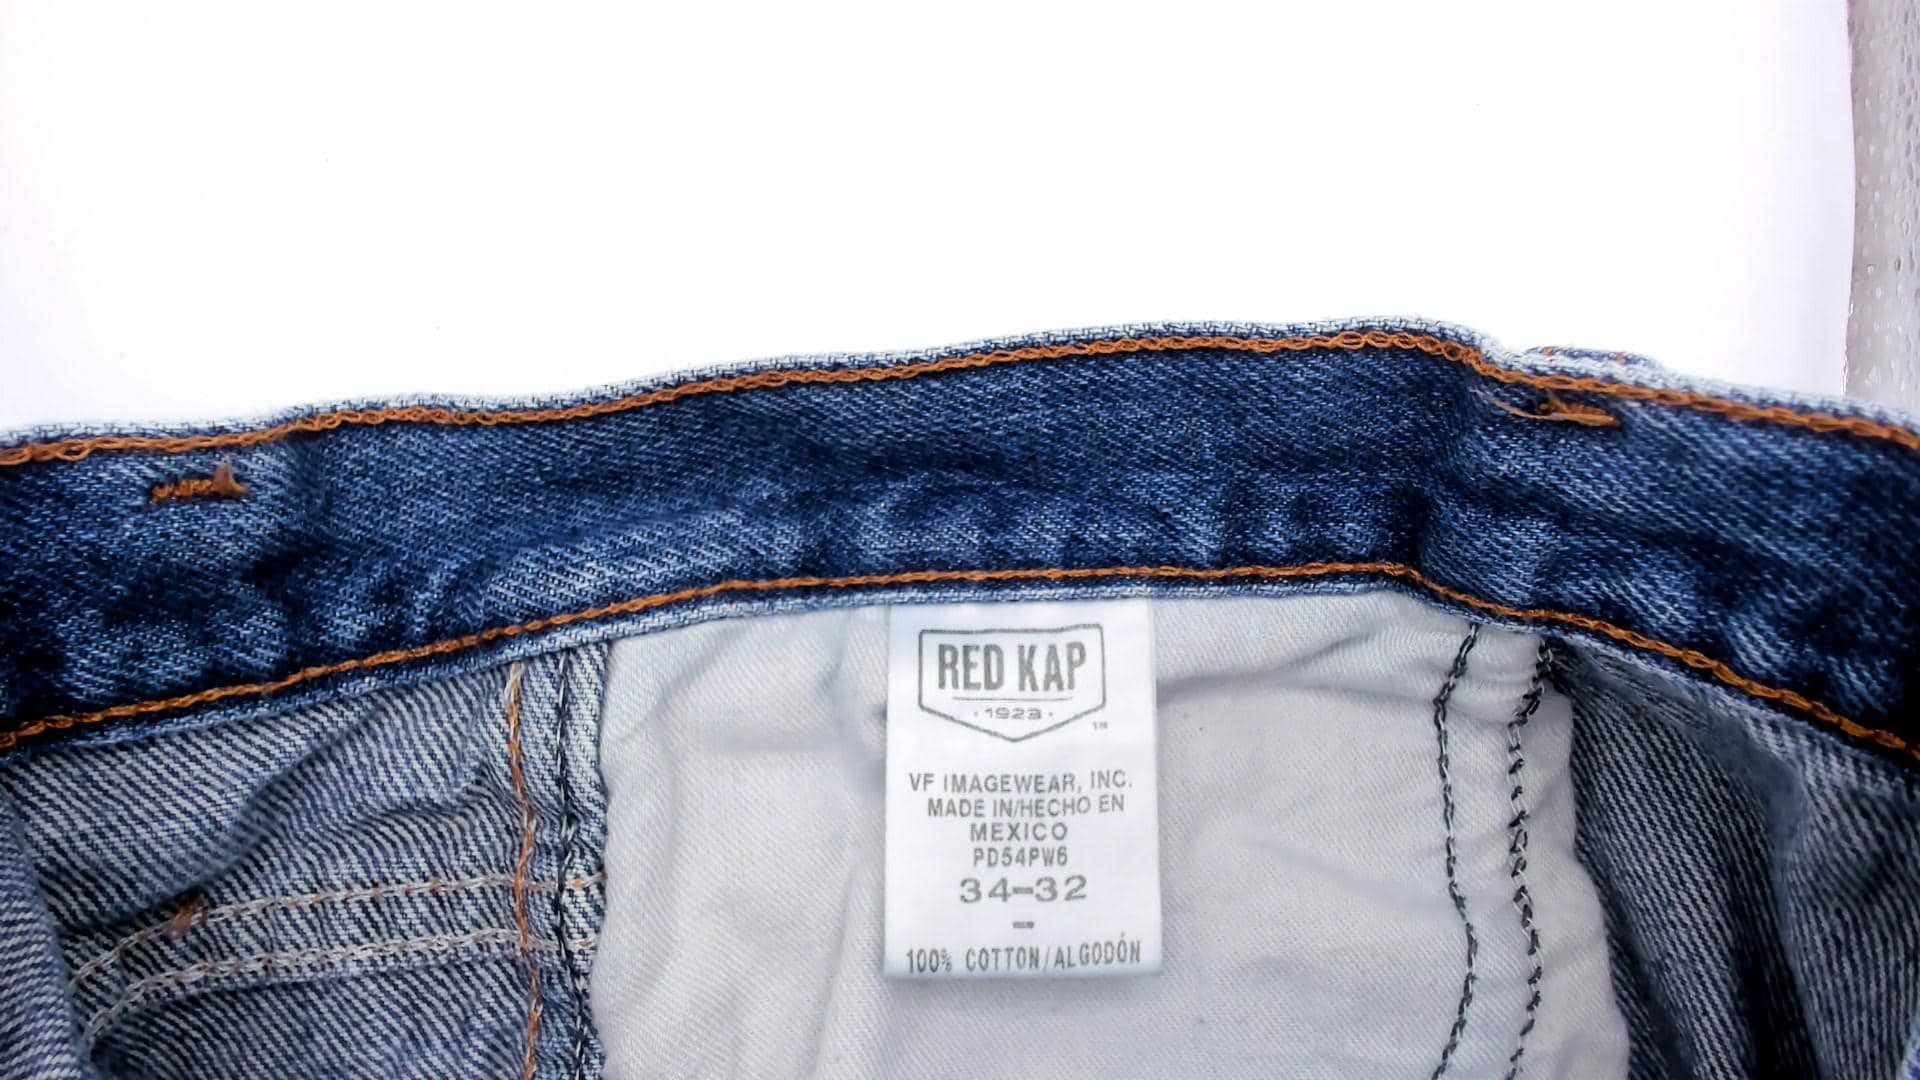 RED KAP
· 1923 ·
™
VF IMAGEWEAR, INC.
MADE IN/HECHO EN
MEXICO
PD54PW6
34-32
-
100% COTTON/ALGODÓN